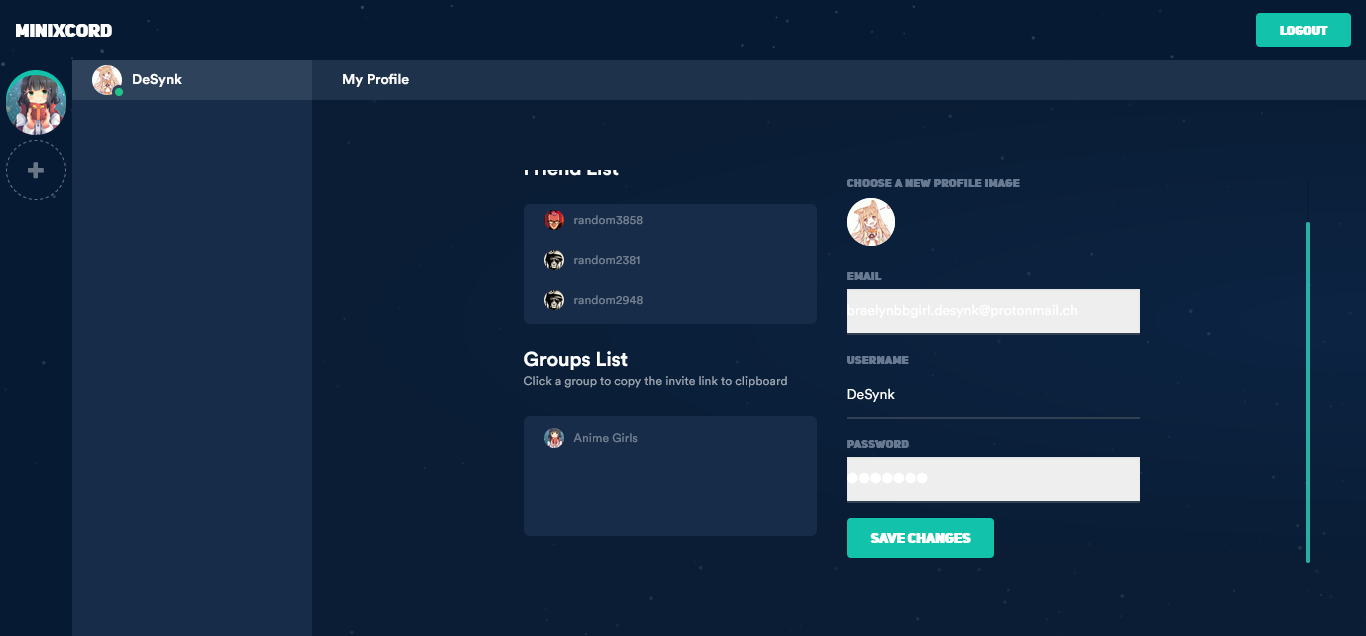 MINIXCORD
LOGOUT
DeSynk
My Profile
Friend List
random3858
random2381
random2948
Groups List
Click a group to copy the invite link to clipboard
Anime Girls
CHOOSE A NEW PROFILE IMAGE
EMAIL
braelynbbgirl.desynk@protonmail.ch
USERNAME
DeSynk
PASSWORD
SAVE CHANGES